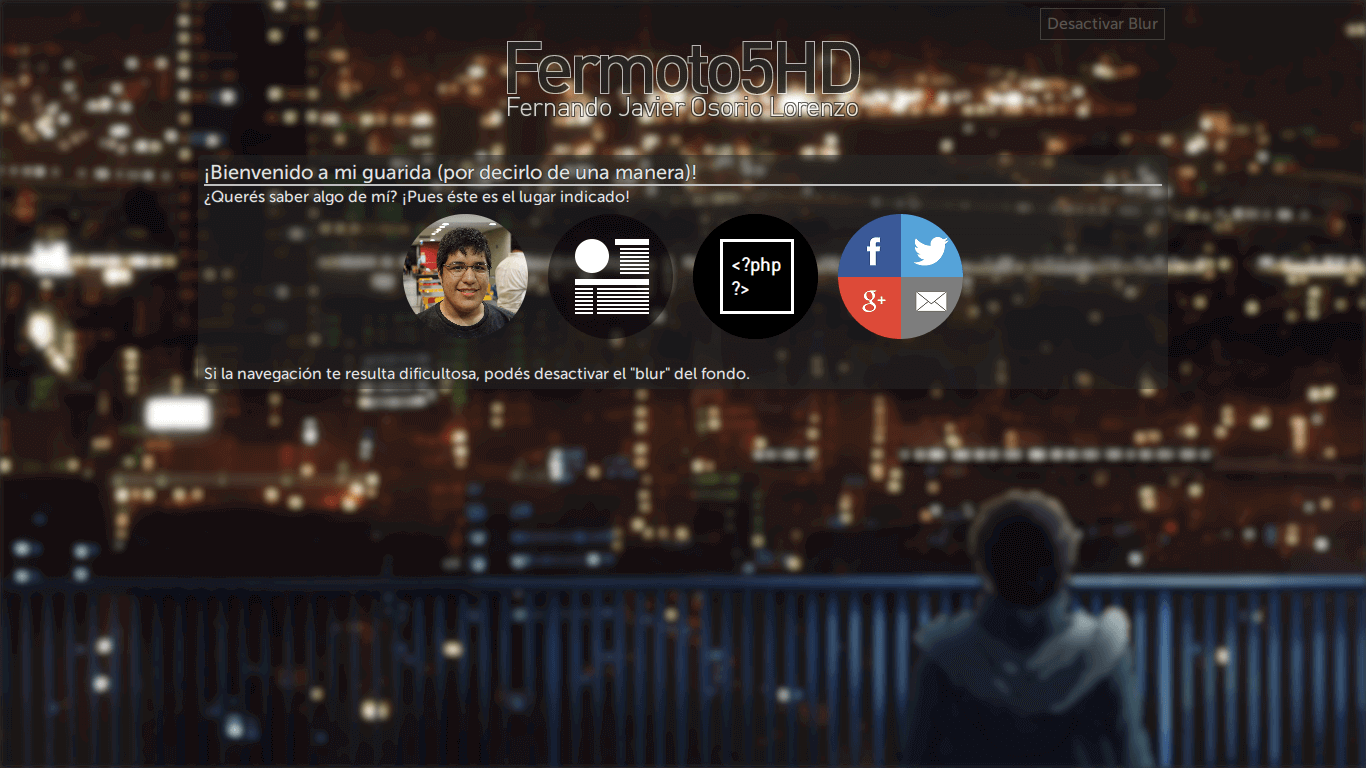 Desactivar Blur
Fermoto5HD
Fernando Javier Osorio Lorenzo
¡Bienvenido a mi guarida (por decirlo de una manera)!
¿Querés saber algo de mí? ¡Pues éste es el lugar indicado!
<?php
?>
f
g+
Si la navegación te resulta dificultosa, podés desactivar el "blur" del fondo.